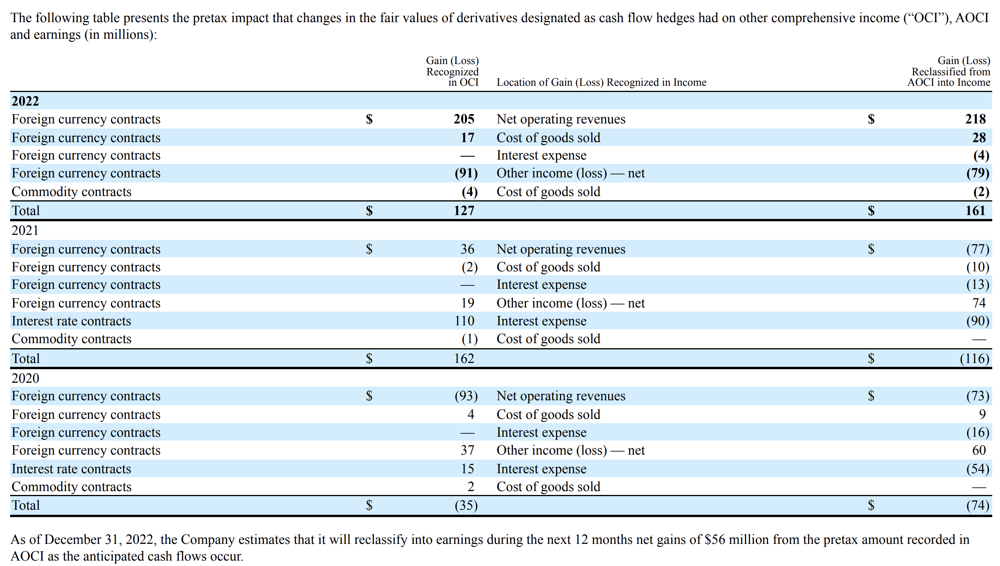 The following table presents the pretax impact that changes in the fair values of derivatives designated as cash flow hedges had on other comprehensive income (“OCI”), AOCI
and earnings (in millions):
Gain (Loss)
Recognized
in OCI Location of Gain (Loss) Recognized in Income Gain (Loss)
Reclassified from
AOCI into Income
2022
Foreign currency contracts $ 205 Net operating revenues $ 218
Foreign currency contracts 17 Cost of goods sold 28
Foreign currency contracts — Interest expense (4)
Foreign currency contracts (91) Other income (loss) — net (79)
Commodity contracts (4) Cost of goods sold (2)
Total $ 127 $ 161
2021
Foreign currency contracts $ 36 Net operating revenues $ (77)
Foreign currency contracts (2) Cost of goods sold (10)
Foreign currency contracts — Interest expense (13)
Foreign currency contracts 19 Other income (loss) — net 74
Interest rate contracts 110 Interest expense (90)
Commodity contracts (1) Cost of goods sold —
Total $ 162 $ (116)
2020
Foreign currency contracts $ (93) Net operating revenues $ (73)
Foreign currency contracts 4 Cost of goods sold 9
Foreign currency contracts — Interest expense (16)
Foreign currency contracts 37 Other income (loss) — net 60
Interest rate contracts 15 Interest expense (54)
Commodity contracts 2 Cost of goods sold —
Total $ (35) $ (74)
As of December 31, 2022, the Company estimates that it will reclassify into earnings during the next 12 months net gains of $56 million from the pretax amount recorded in
AOCI as the anticipated cash flows occur.